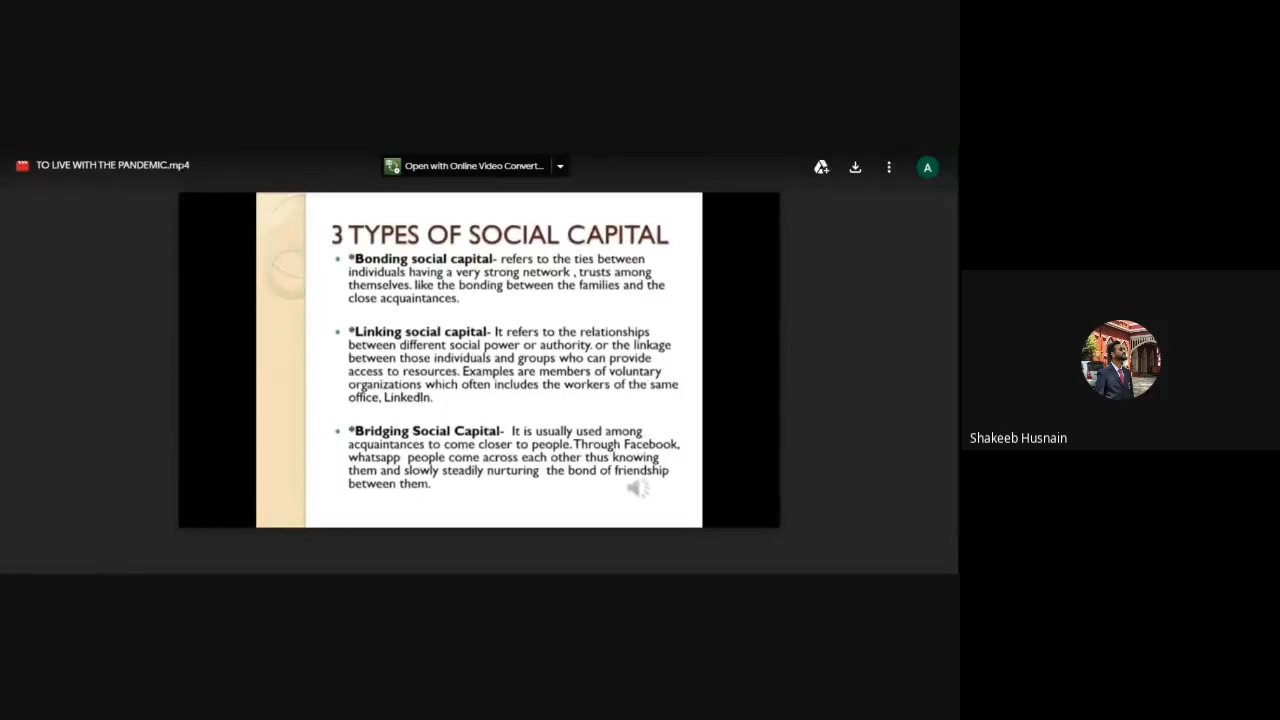 TO LIVE WITH THE PANDEMIC.mp4
Open with Online Video Convert...
A
3 TYPES OF SOCIAL CAPITAL
*Bonding social capital- refers to the ties between
individuals having a very strong network , trusts among
themselves. like the bonding between the families and the
close acquaintances.
*Linking social capital- It refers to the relationships
between different social power or authority. or the linkage
between those individuals and groups who can provide
access to resources. Examples are members of voluntary
organizations which often includes the workers of the same
office, LinkedIn.
*Bridging Social Capital- It is usually used among
acquaintances to come closer to people. Through Facebook,
whatsapp people come across each other thus knowing
them and slowly steadily nurturing the bond of friendship
between them.
Shakeeb Husnain